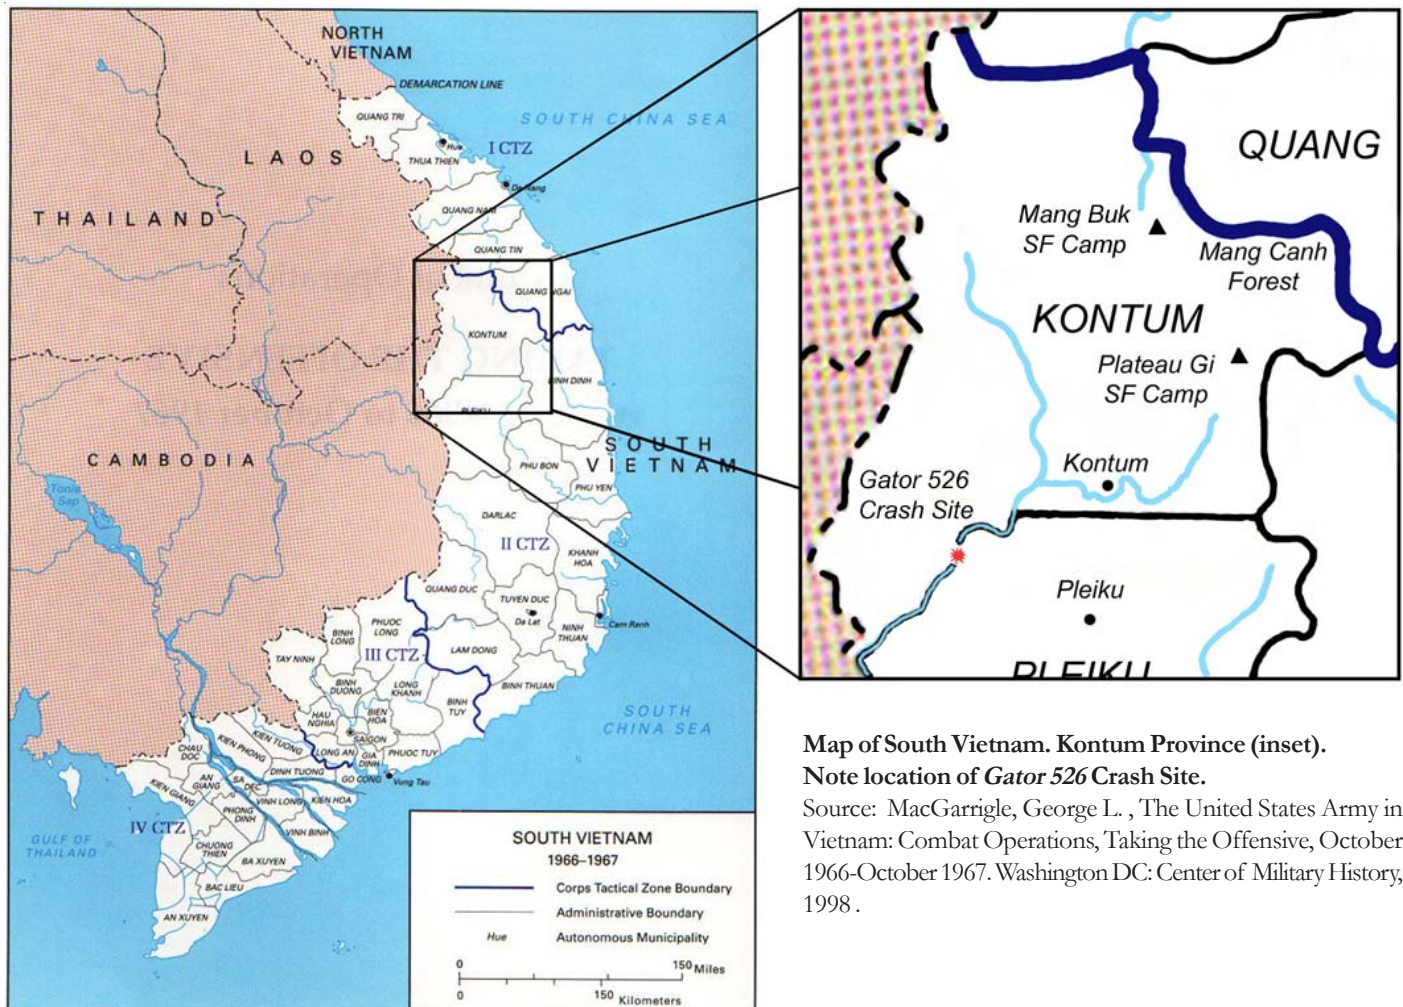 NORTH
VIETNAM
DEMARCATION LINE
QUANG TRI
SOUTH CHINA SEA
Hue
I CTZ
LAOS
THUA THIEN
Da Nang
THAILAND
QUANG NAM
QUANG TIN
QUANG NGAI
KONTUM
BINH DINH
PLEIKU
CAMBODIA
SOUTH
VIETNAM
PHU BON
PHU YEN
Tonle
Sap
DARLAC
II CTZ
KHANH
HOA
QUANG DUC
TUYEN DUC
Da Lat
Cam Ranh
NINH
THUAN
PHUOC
LONG
BINH
LONG
LAM DONG
III CTZ
TAY NINH
BINH
DUONG
LONG
KHANH
BINH THUAN
BINH
TUY
HAU
NGHIA
BIEN
HOA
SAIGON
SOUTH
CHINA SEA
KIEN TUONG
KIEN PHONG
CHAU
DOC
LONG AN
GIA
DINH
PHUOC TUY
DINH TUONG
GO CONG
Vung Tau
AN
GIANG
SA
DEC
KIEN GIANG
VINH LONG
KIEN HOA
PHONG
DINH
IV CTZ
VINH BINH
GULF OF
THAILAND
CHUONG
THIEN
BA XUYEN
BAC LIEU
AN XUYEN
SOUTH VIETNAM
1966–1967
Corps Tactical Zone Boundary
Administrative Boundary
Hue Autonomous Municipality
0 150 Miles
0 150 Kilometers
QUANG
Mang Buk
SF Camp
Mang Canh
Forest
KONTUM
Plateau Gi
SF Camp
Kontum
Gator 526
Crash Site
Pleiku
PLEIKU
Map of South Vietnam. Kontum Province (inset).
Note location of Gator 526 Crash Site.
Source: MacGarrigle, George L. , The United States Army in
Vietnam: Combat Operations, Taking the Offensive, October
1966-October 1967. Washington DC: Center of Military History,
1998 .